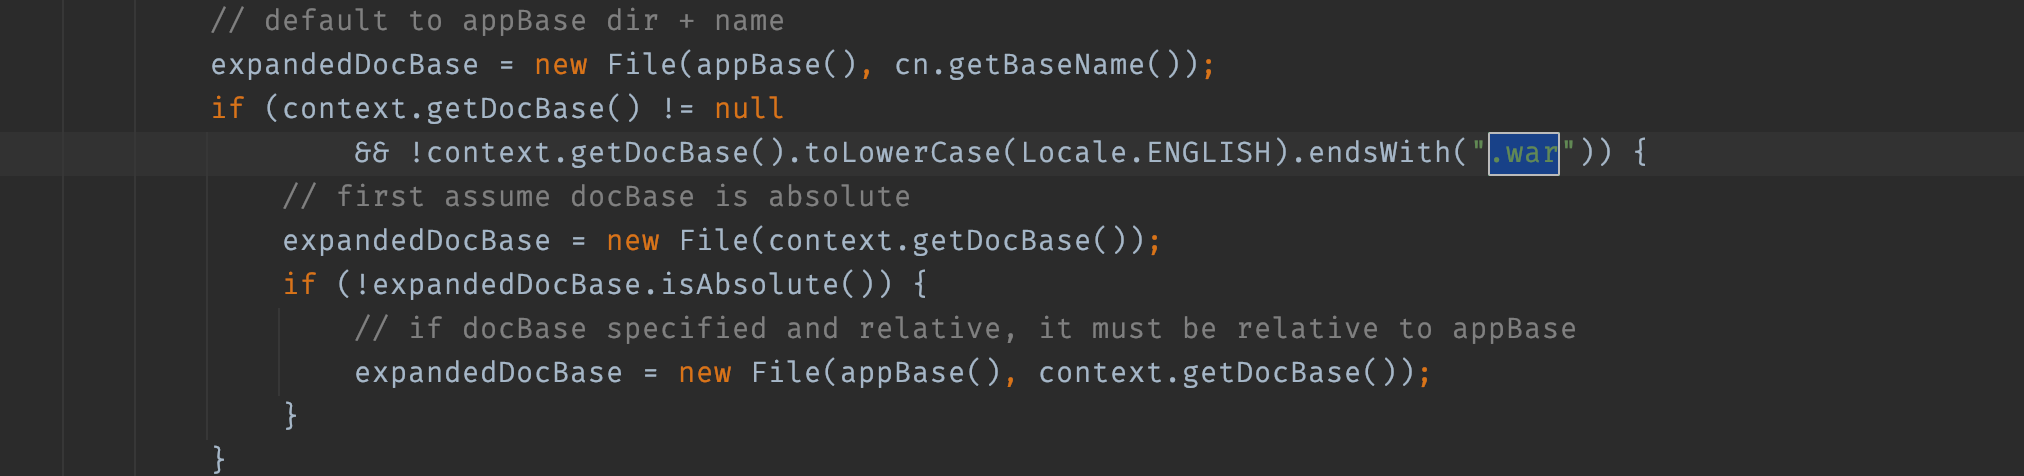 // default to appBase dir + name
expandedDocBase = new File(appBase(), cn.getBaseName());
if (context.getDocBase() != null
&& !context.getDocBase().toLowerCase(Locale.ENGLISH).endsWith(".war")) {
// first assume docBase is absolute
expandedDocBase = new File(context.getDocBase());
if (!expandedDocBase.isAbsolute()) {
// if docBase specified and relative, it must be relative to appBase
expandedDocBase = new File(appBase(), context.getDocBase());
}
}